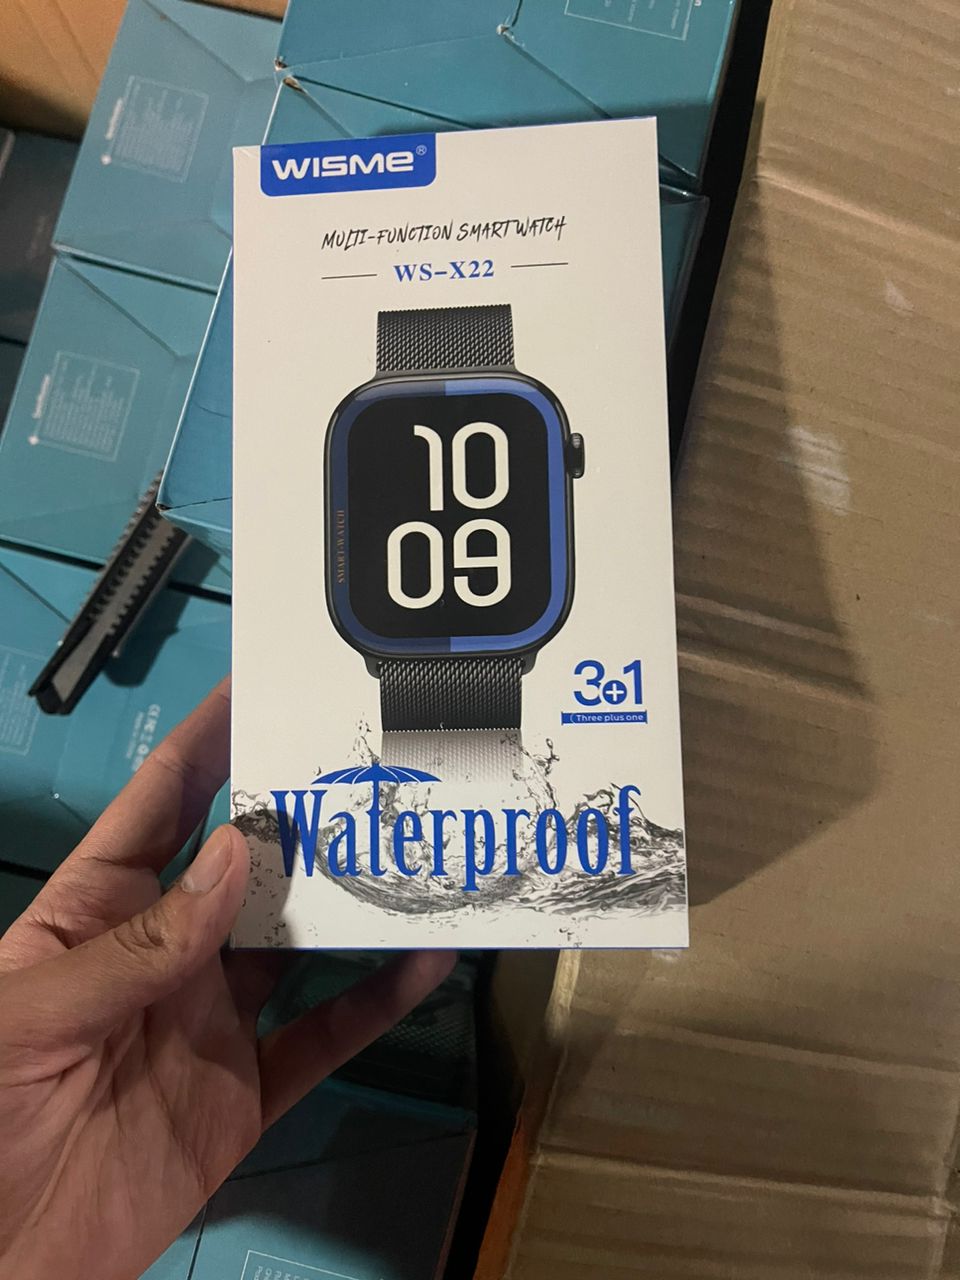 WISME®
MULTI-FUNCTION SMART WATCH
WS-X22
10
09
SMART-WATCH
3+1
(Three plus one
Waterproof